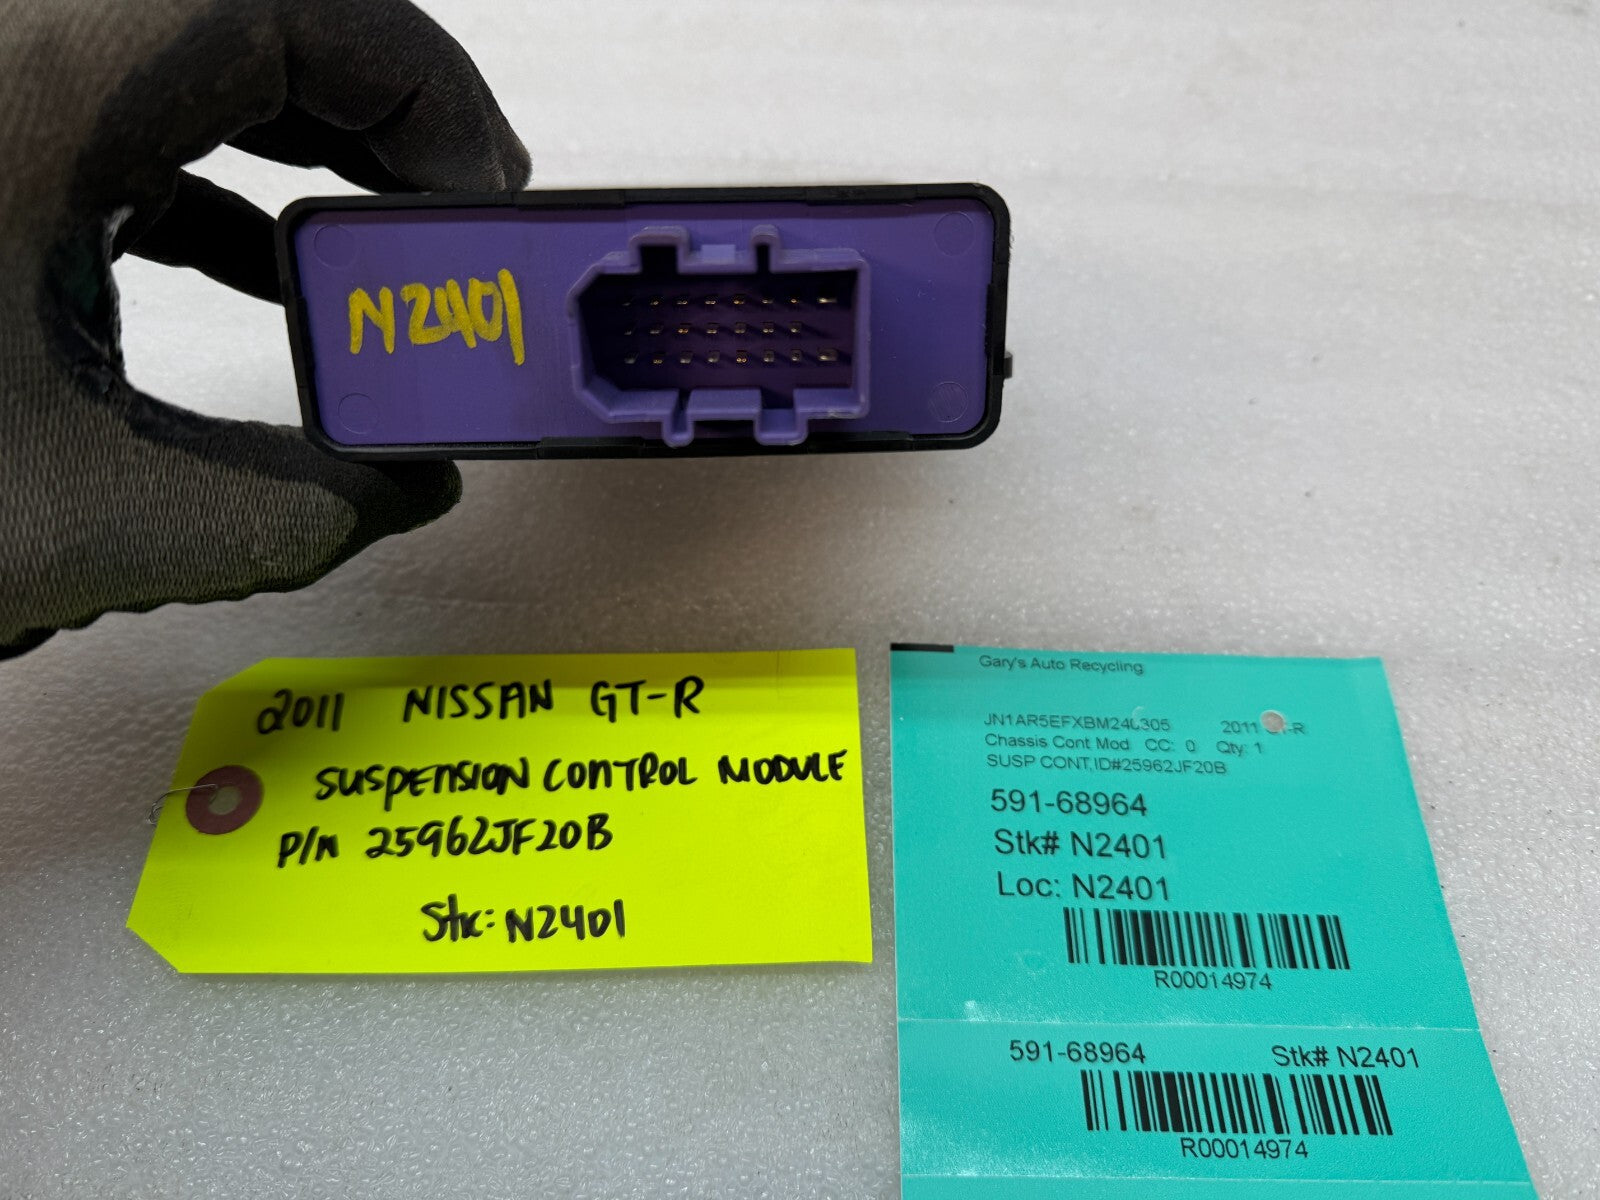 N2401
2011 NISSAN GT-R
SUSPENSION CONTROL MODULE
P/N 25962JF20B
Stk: N2401
Gary's Auto Recycling
2011
Chassis Cont Mod CC: 0 Qty: 1
SUSP CONT,ID#25962JF20B
591-68964
Stk# N2401
Loc: N2401
R00014974
591-68964 Stk# N2401
R00014974